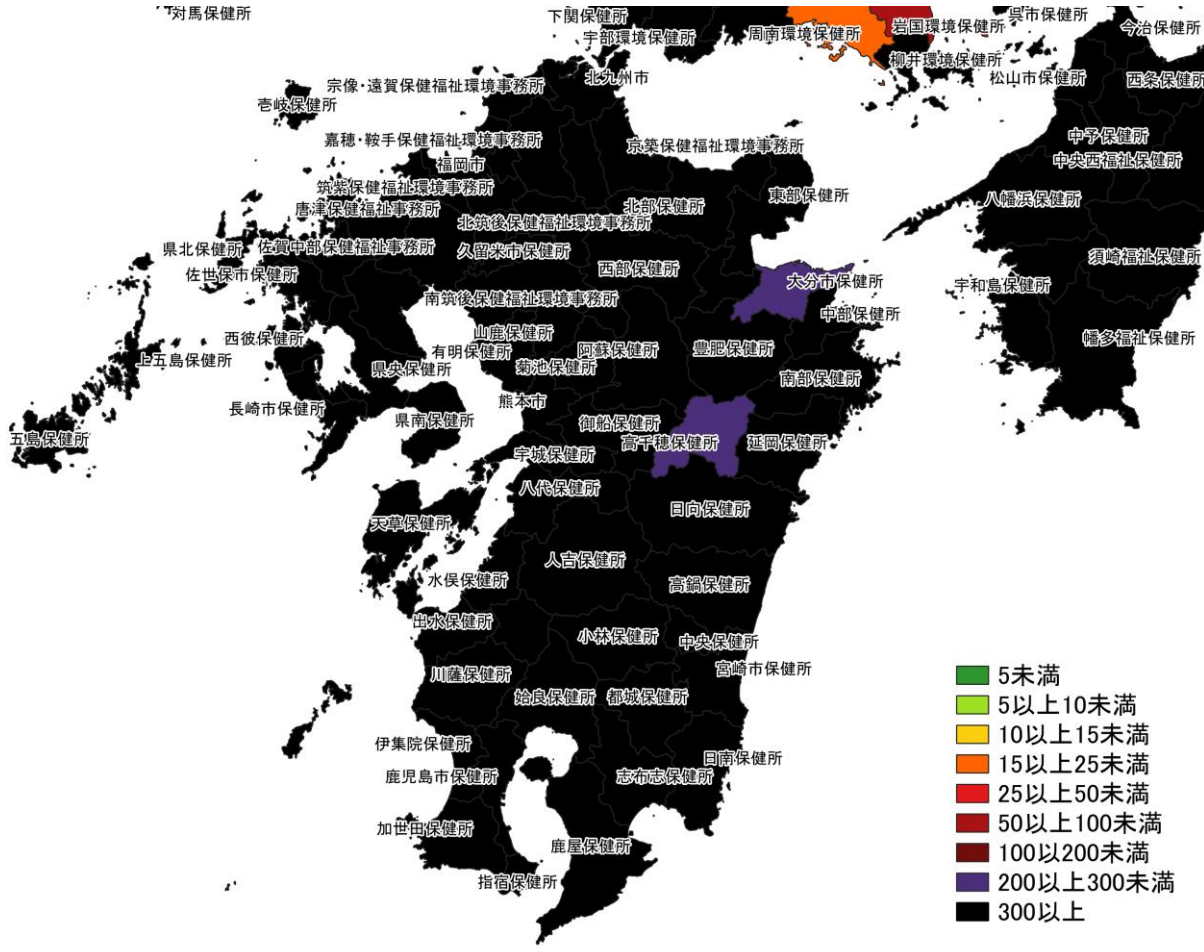 対馬保健所
下関保健所
宇部環境保健所
周南環境保健所
岩国環境保健所
呉市保健所
今治保健所
柳井環境保健所
松山市保健所
西条保健所
北九州市
宗像・遠賀保健福祉環境事務所
壱岐保健所
嘉穂・鞍手保健福祉環境事務所
京築保健福祉環境事務所
中予保健所
中央西福祉保健所
福岡市
筑紫保健福祉環境事務所
東部保健所
八幡浜保健所
唐津保健福祉事務所
北部保健所
北筑後保健福祉環境事務所
県北保健所
佐賀中部保健福祉事務所
久留米市保健所
須崎福祉保健所
佐世保市保健所
西部保健所
大分市保健所
宇和島保健所
南筑後保健福祉環境事務所
中部保健所
西彼保健所
山鹿保健所
幡多福祉保健所
上五島保健所
有明保健所
阿蘇保健所
豊肥保健所
県央保健所
菊池保健所
南部保健所
長崎市保健所
熊本市
県南保健所
御船保健所
五島保健所
高千穂保健所
延岡保健所
宇城保健所
八代保健所
天草保健所
日向保健所
人吉保健所
水俣保健所
高鍋保健所
出水保健所
小林保健所
中央保健所
川薩保健所
宮崎市保健所
姶良保健所
都城保健所
伊集院保健所
日南保健所
鹿児島市保健所
志布志保健所
加世田保健所
鹿屋保健所
指宿保健所
5未満
5以上10未満
10以上15未満
15以上25未満
25以上50未満
50以上100未満
100以200未満
200以上300未満
300以上